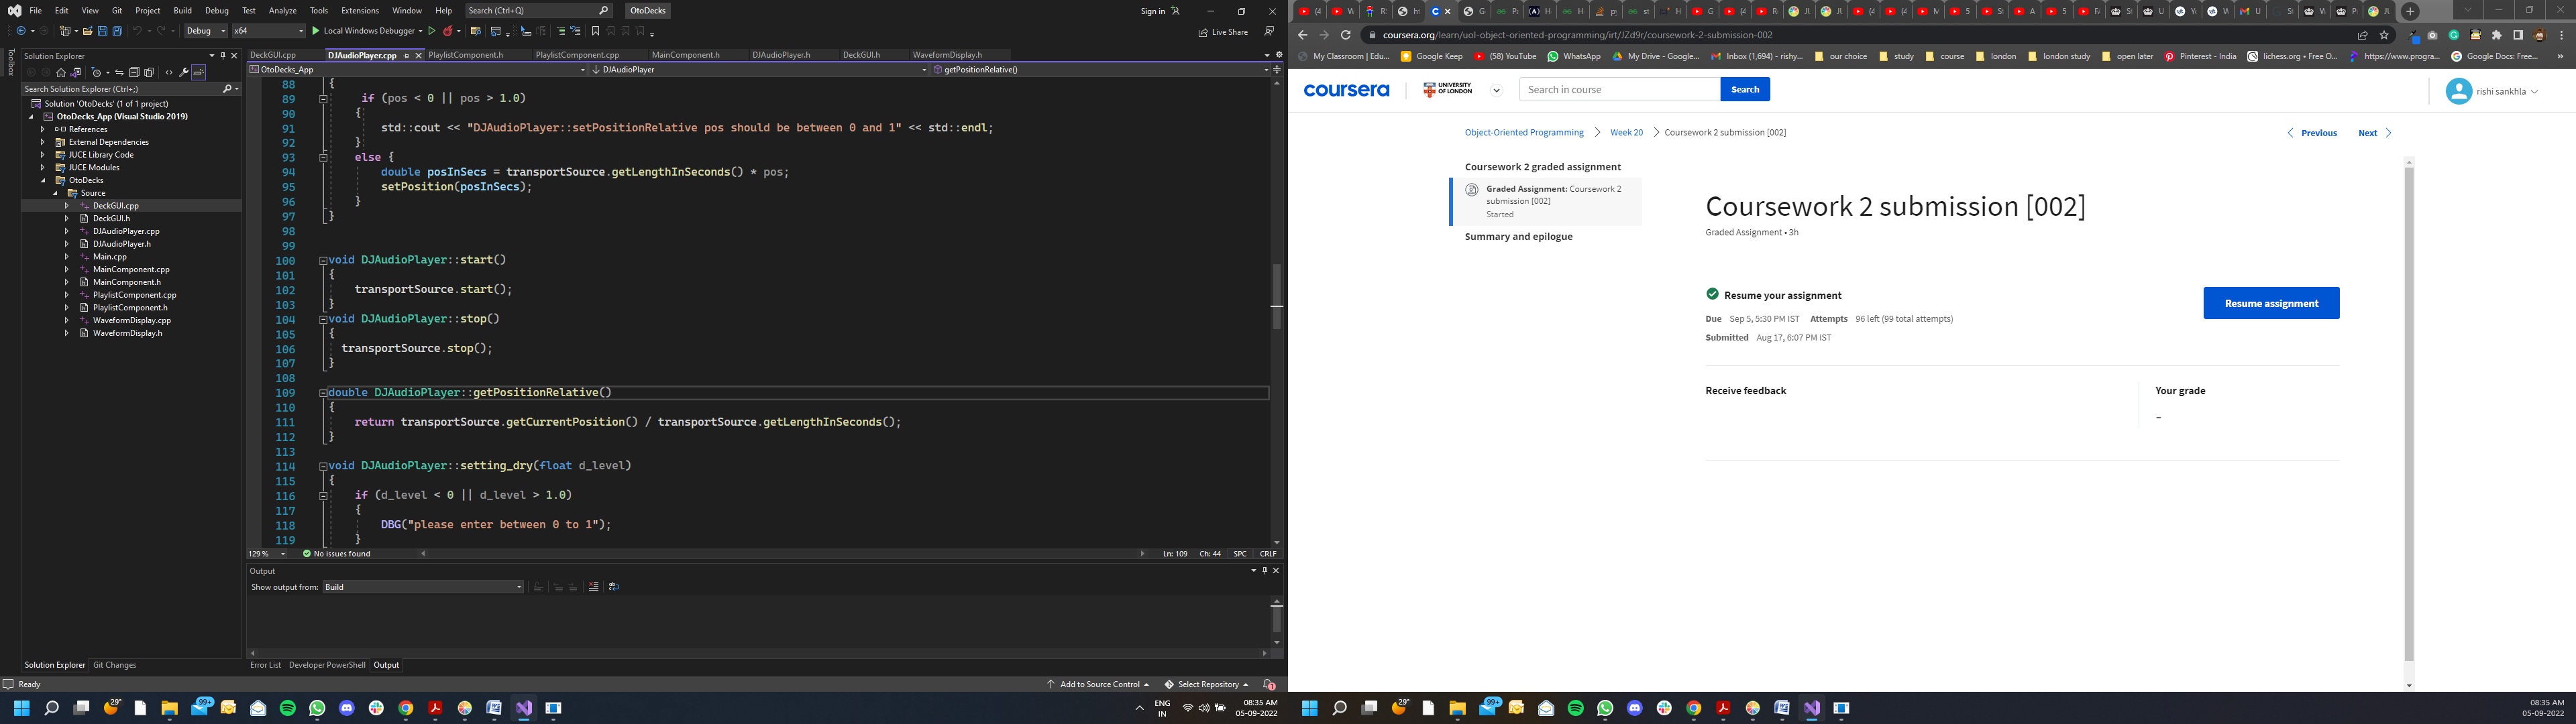 File Edit View Git Project Build Debug Test Analyze Tools Extensions Window Help Search (Ctrl+Q) OtoDecks Sign in
Debug x64 Local Windows Debugger Live Share
Toolbox
Solution Explorer
Search Solution Explorer (Ctrl+;)
Solution 'OtoDecks' (1 of 1 project)
OtoDecks_App (Visual Studio 2019)
References
External Dependencies
JUCE Library Code
JUCE Modules
OtoDecks
Source
DeckGUI.cpp
DeckGUI.h
DJAudioPlayer.cpp
DJAudioPlayer.h
Main.cpp
MainComponent.cpp
MainComponent.h
PlaylistComponent.cpp
PlaylistComponent.h
WaveformDisplay.cpp
WaveformDisplay.h
Solution Explorer Git Changes
DeckGUI.cpp DJAudioPlayer.cpp PlaylistComponent.h PlaylistComponent.cpp MainComponent.h DJAudioPlayer.h DeckGUI.h WaveformDisplay.h
OtoDecks_App DJAudioPlayer getPositionRelative()
88 {
89 if (pos < 0 || pos > 1.0)
90 {
91 std::cout << "DJAudioPlayer::setPositionRelative pos should be between 0 and 1" << std::endl;
92 }
93 else {
94 double posInSecs = transportSource.getLengthInSeconds() * pos;
95 setPosition(posInSecs);
96 }
97 }
98
99
100 void DJAudioPlayer::start()
101 {
102 transportSource.start();
103 }
104 void DJAudioPlayer::stop()
105 {
106 transportSource.stop();
107 }
108
109 double DJAudioPlayer::getPositionRelative()
110 {
111 return transportSource.getCurrentPosition() / transportSource.getLengthInSeconds();
112 }
113
114 void DJAudioPlayer::setting_dry(float d_level)
115 {
116 if (d_level < 0 || d_level > 1.0)
117 {
118 DBG("please enter between 0 to 1");
119 }
129 % No issues found Ln: 109 Ch: 44 SPC CRLF
Output
Show output from: Build
Error List Developer PowerShell Output
Ready Add to Source Control Select Repository 1
29° 99+ ENG IN 08:35 AM 05-09-2022
coursera.org/learn/uol-object-oriented-programming/irt/JZd9r/coursework-2-submission-002
My Classroom | Edu... Google Keep (58) YouTube WhatsApp My Drive - Google... Inbox (1,694) - rishy... our choice study course london london study open later Pinterest - India lichess.org • Free O... https://www.progra... Google Docs: Free... »
coursera UNIVERSITY OF LONDON Search in course Search rishi sankhla
Object-Oriented Programming Week 20 Coursework 2 submission [002] Previous Next
Coursework 2 graded assignment
Graded Assignment: Coursework 2
submission [002]
Started
Summary and epilogue
Coursework 2 submission [002]
Graded Assignment • 3h
Resume your assignment Resume assignment
Due Sep 5, 5:30 PM IST Attempts 96 left (99 total attempts)
Submitted Aug 17, 6:07 PM IST
Receive feedback Your grade
-
29° 99+ 08:35 AM
05-09-2022